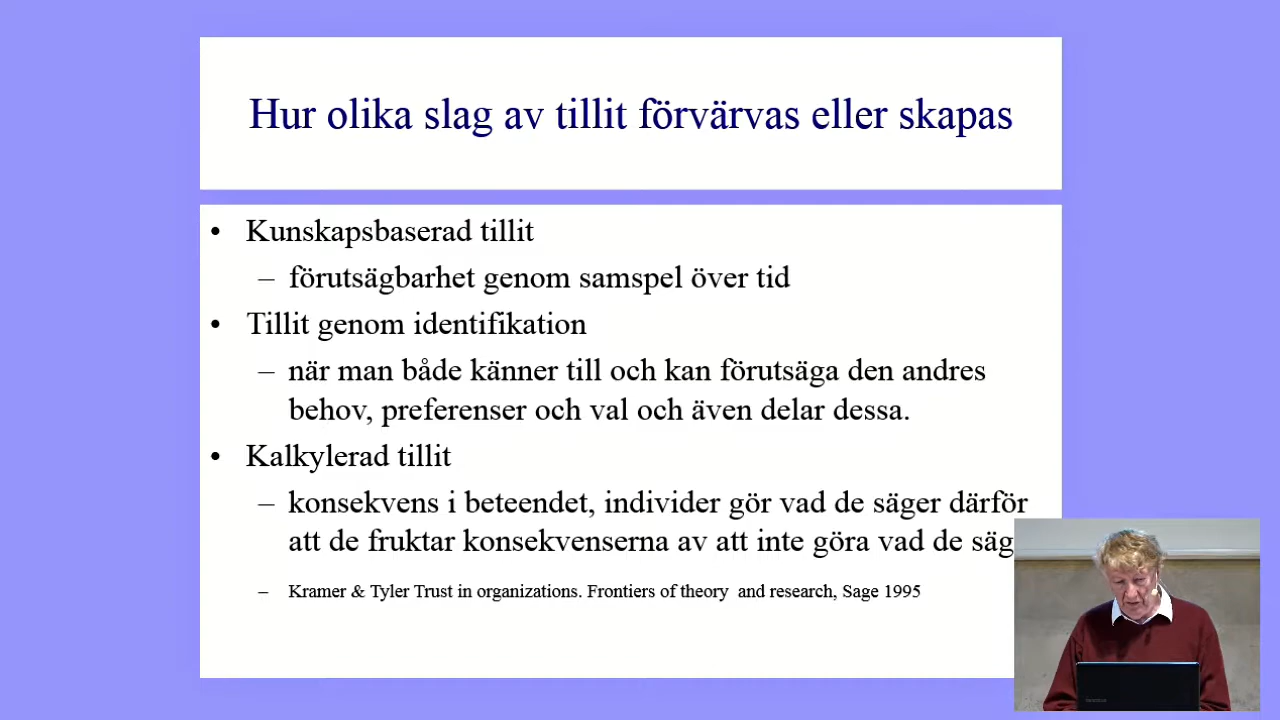 Hur olika slag av tillit förvärvas eller skapas
• Kunskapsbaserad tillit
– förutsägbarhet genom samspel över tid
• Tillit genom identifikation
– när man både känner till och kan förutsäga den andres
behov, preferenser och val och även delar dessa.
• Kalkylerad tillit
– konsekvens i beteendet, individer gör vad de säger därför
att de fruktar konsekvenserna av att inte göra vad de säg
– Kramer & Tyler Trust in organizations. Frontiers of theory and research, Sage 1995